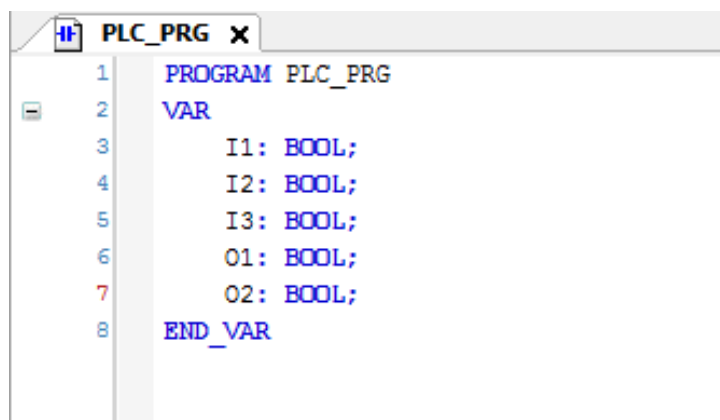 PLC_PRG
1 PROGRAM PLC_PRG
2 VAR
3 I1: BOOL;
4 I2: BOOL;
5 I3: BOOL;
6 O1: BOOL;
7 O2: BOOL;
8 END_VAR